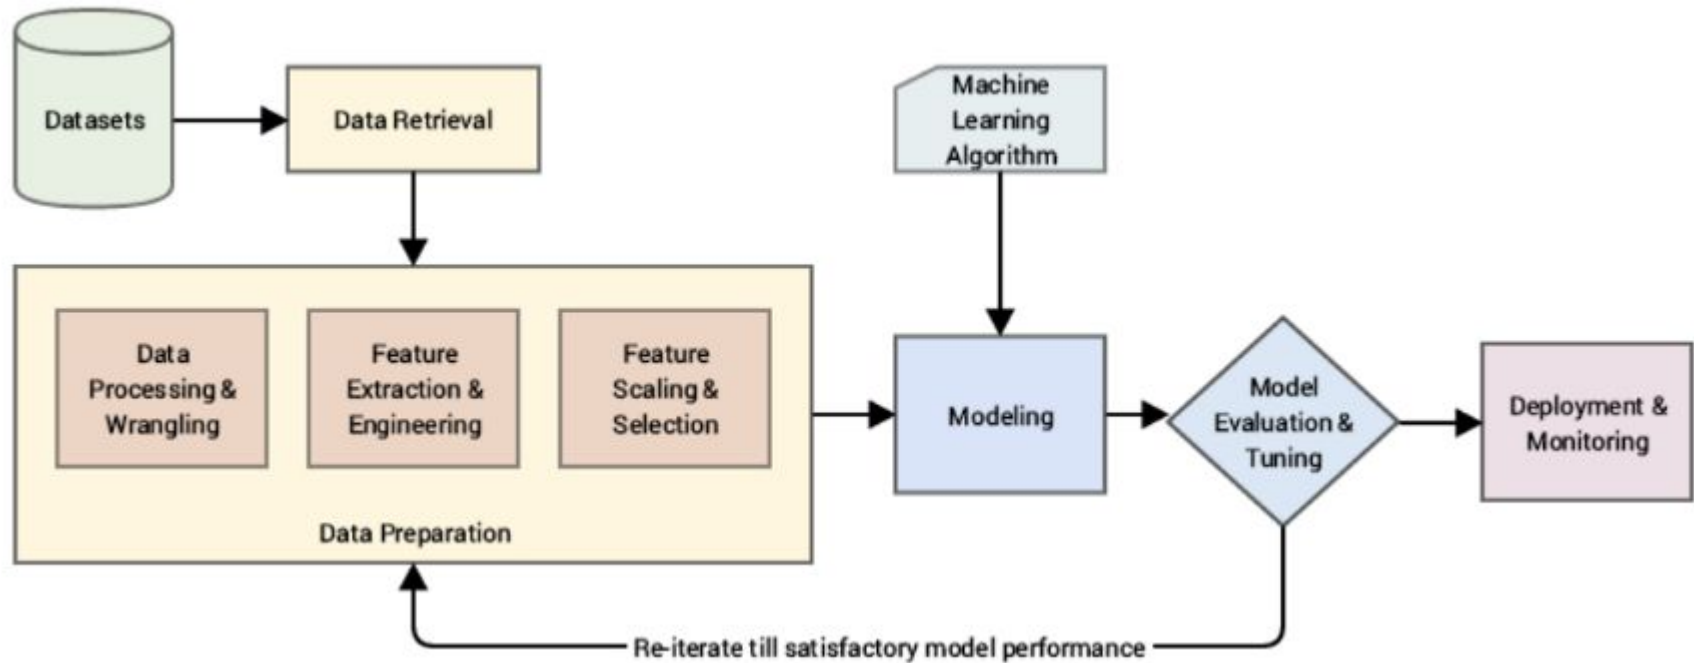 Datasets
Data Retrieval
Machine
Learning
Algorithm
Data
Processing &
Wrangling
Feature
Extraction &
Engineering
Feature
Scaling &
Selection
Data Preparation
Modeling
Model
Evaluation &
Tuning
Deployment &
Monitoring
Re-iterate till satisfactory model performance